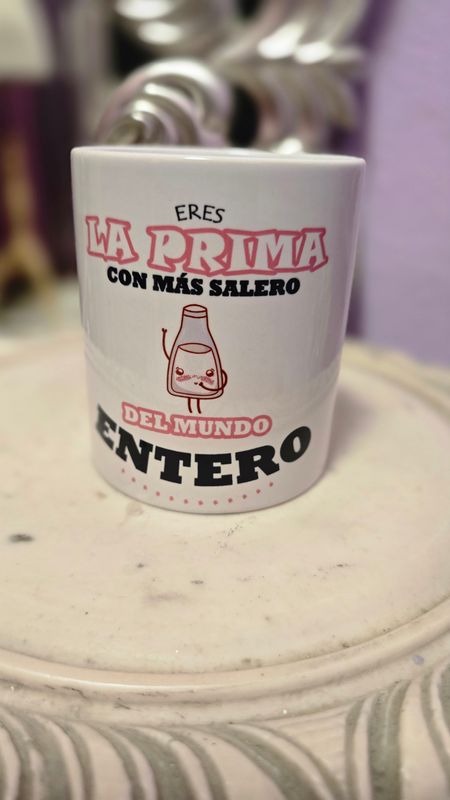 ERES
LA PRIMA
CON MÁS SALERO
DEL MUNDO
ENTERO